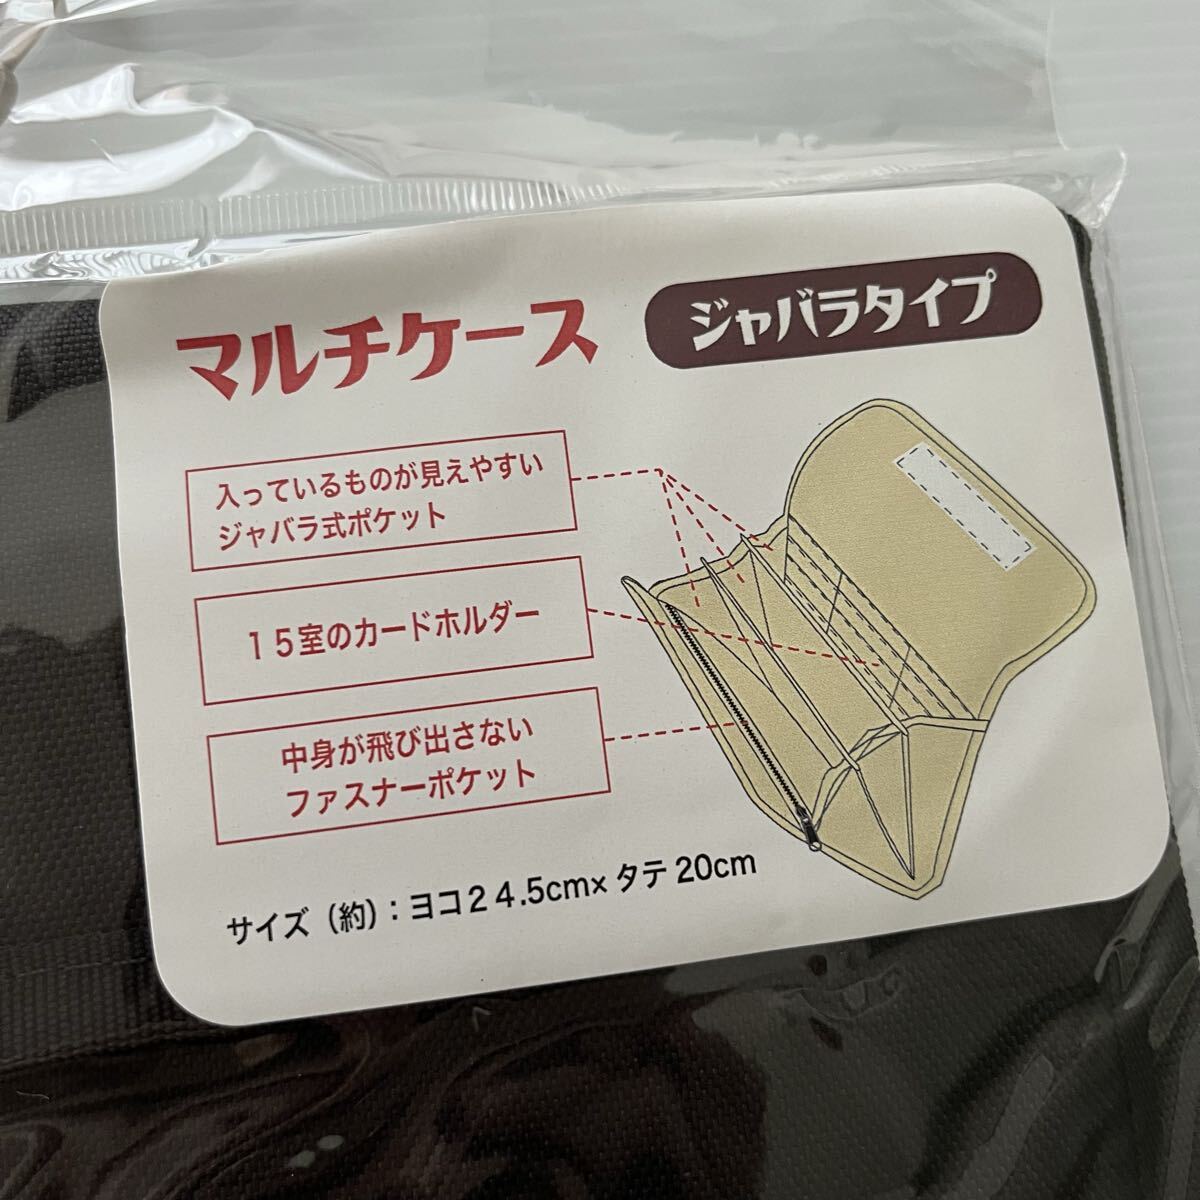 マルチケース
ジャバラタイプ
入っているものが見えやすい
ジャバラ式ポケット
15室のカードホルダー
中身が飛び出さない
ファスナーポケット
サイズ（約）：ヨコ24.5cm×タテ20cm